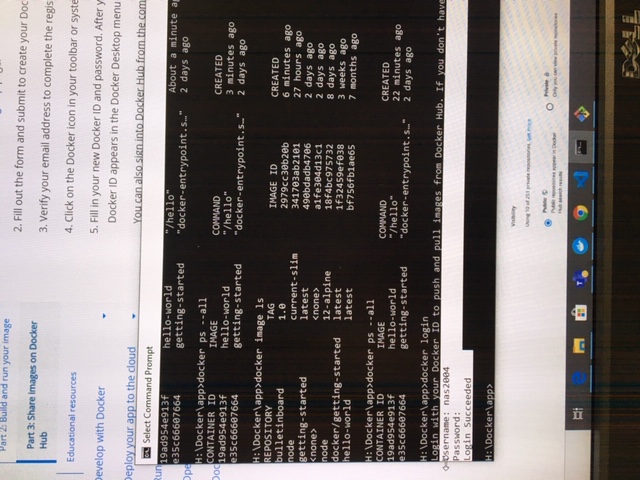 Part 2: Build and run your image
Part 3: Share images on Docker
Hub
Educational resources
Develop with Docker
Deploy your app to the cloud
Run
Ope
Doc
2. Fill out the form and submit to create your Doc
3. Verify your email address to complete the regis
4. Click on the Docker icon in your toolbar or syste
5. Fill in your new Docker ID and password. After y
Docker ID appears in the Docker Desktop menu
You can also sign into Docker Hub from the com
Select Command Prompt
19ad954e913f hello-world "/hello" About a minute a
e35c66607664 getting-started "docker-entrypoint.s…" 2 days ago
H:\Docker\app>docker ps --all
CONTAINER ID IMAGE COMMAND CREATED
19ad954e913f hello-world "/hello" 3 minutes ago
e35c66607664 getting-started "docker-entrypoint.s…" 2 days ago
H:\Docker\app>docker image ls
REPOSITORY TAG IMAGE ID CREATED
bulletinboard 1.0 2979cc30b20b 6 minutes ago
node current-slim 341703ab2101 27 hours ago
getting-started latest 490bdadb4706 2 days ago
<none> <none> a1fe304d13c1 2 days ago
node 12-alpine 18f4bc975732 8 days ago
docker/getting-started latest 1f32459ef038 3 weeks ago
hello-world latest bf756fb1ae65 7 months ago
H:\Docker\app>docker ps --all
CONTAINER ID IMAGE COMMAND CREATED
19ad954e913f hello-world "/hello" 22 minutes ago
e35c66607664 getting-started "docker-entrypoint.s…" 2 days ago
H:\Docker\app>docker login
Login with your Docker ID to push and pull images from Docker Hub. If you don't have
Username: nas2004
Password:
Login Succeeded
H:\Docker\app>
Visibility
Using 10 of 251 private repositories. Get more
Public
Public repositories appear in Docker
Hub search results
Private
Only you can view private repositories
DELL